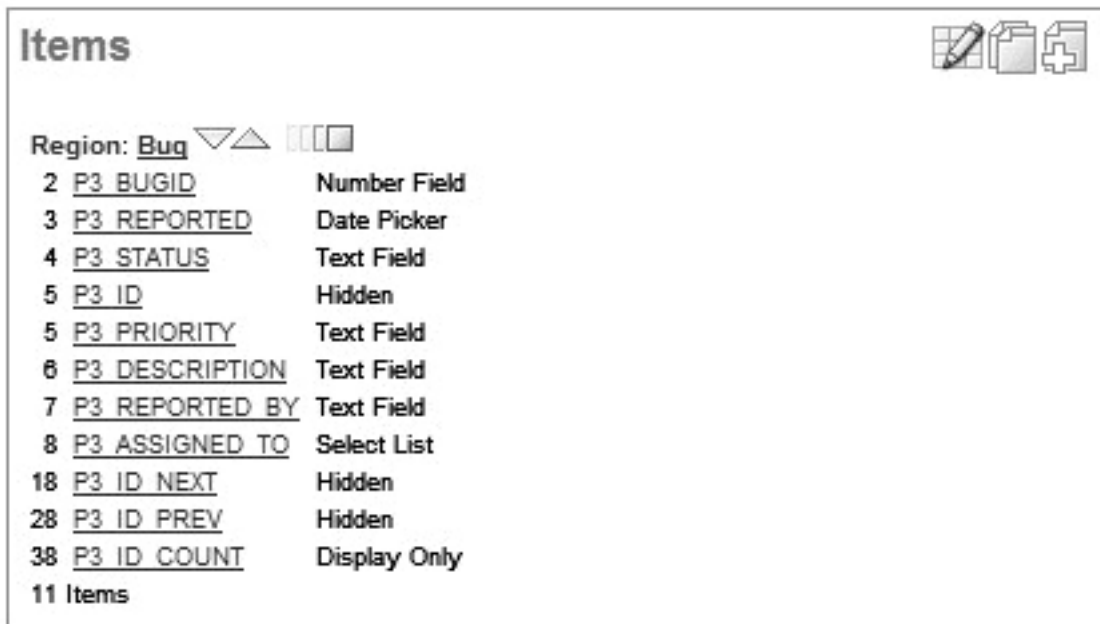 Items
Region: Bug
2 P3_BUGID Number Field
3 P3_REPORTED Date Picker
4 P3_STATUS Text Field
5 P3_ID Hidden
5 P3_PRIORITY Text Field
6 P3_DESCRIPTION Text Field
7 P3_REPORTED_BY Text Field
8 P3_ASSIGNED_TO Select List
18 P3_ID_NEXT Hidden
28 P3_ID_PREV Hidden
38 P3_ID_COUNT Display Only
11 Items